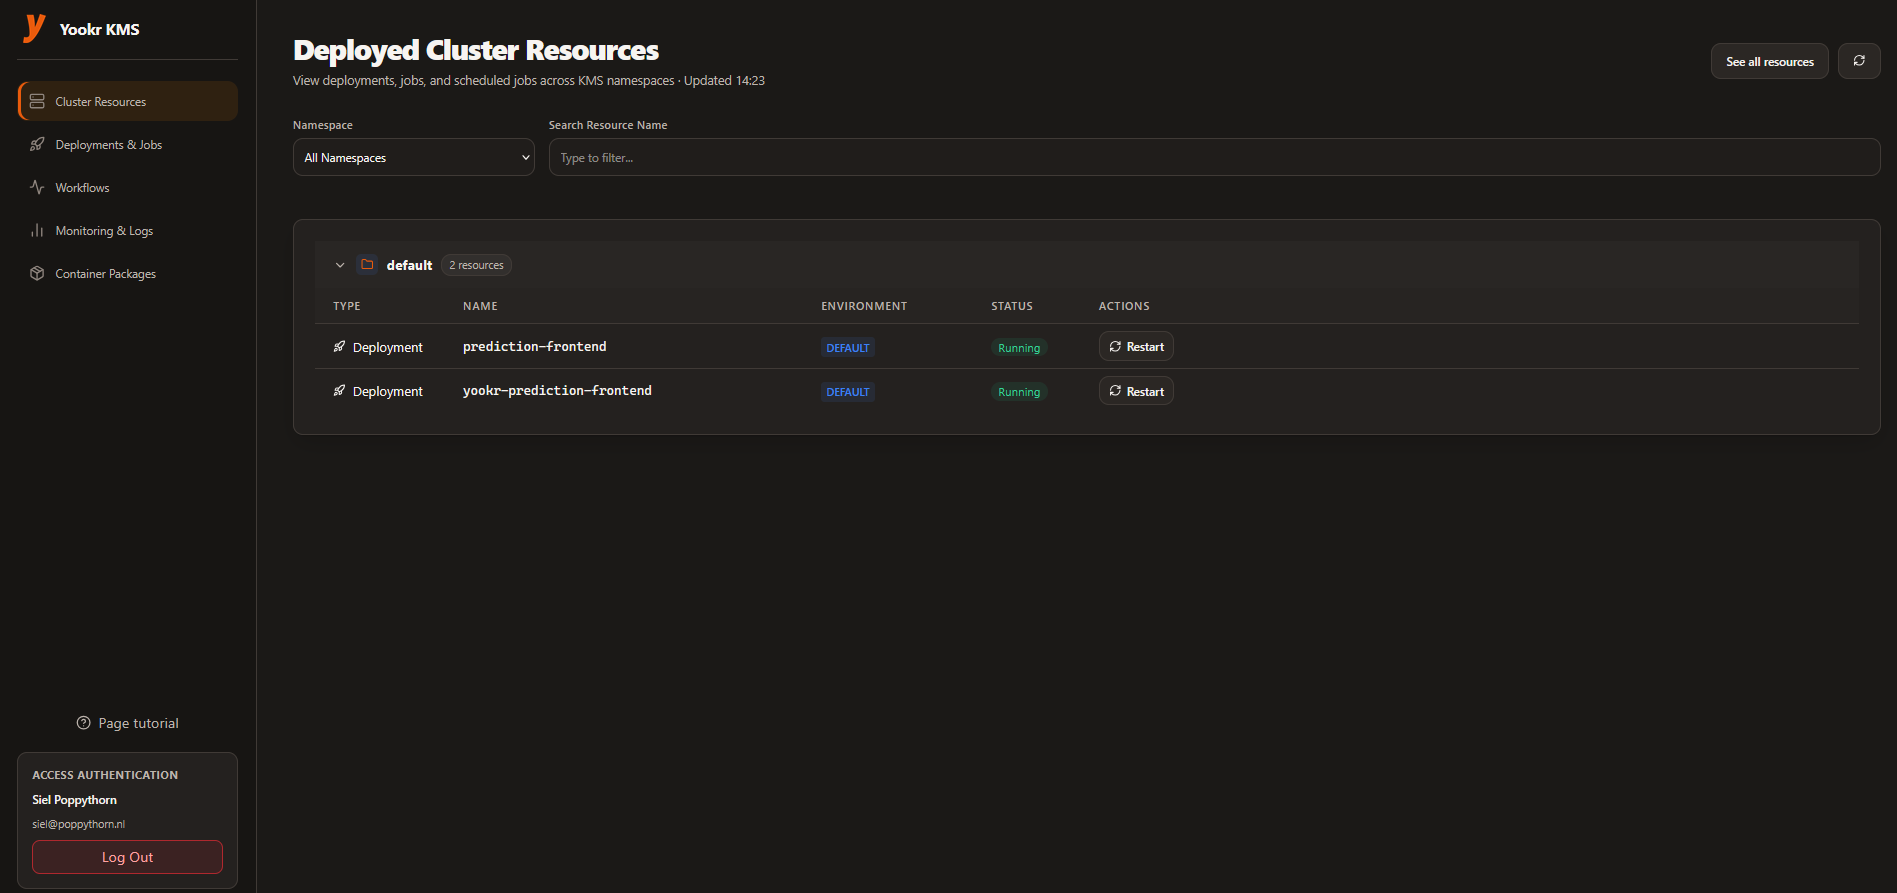 y Yookr KMS
Cluster Resources
Deployments & Jobs
Workflows
Monitoring & Logs
Container Packages
Page tutorial
ACCESS AUTHENTICATION
Siel Poppythorn
siel@poppythorn.nl
Log Out
Deployed Cluster Resources
View deployments, jobs, and scheduled jobs across KMS namespaces · Updated 14:23
See all resources
Namespace
Search Resource Name
All Namespaces
Type to filter...
default 2 resources
TYPE NAME ENVIRONMENT STATUS ACTIONS
Deployment prediction-frontend DEFAULT Running Restart
Deployment yookr-prediction-frontend DEFAULT Running Restart